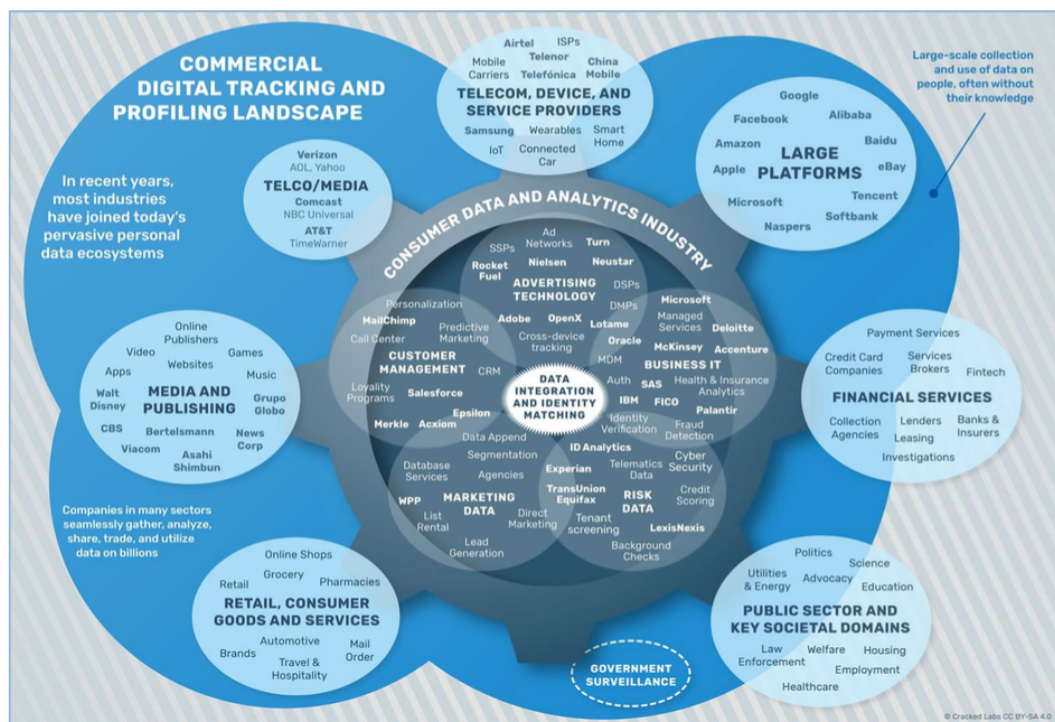 COMMERCIAL
DIGITAL TRACKING AND
PROFILING LANDSCAPE
In recent years,
most industries
have joined today's
pervasive personal
data ecosystems
Airtel
ISPs
Mobile
Carriers
Telenor
China
Mobile
Telefónica
TELECOM, DEVICE, AND
SERVICE PROVIDERS
Samsung
Wearables
Smart
Home
IoT
Connected
Car
Large-scale collection
and use of data on
people, often without
their knowledge
Google
Facebook
Alibaba
Amazon
Baidu
LARGE
PLATFORMS
Apple
eBay
Microsoft
Tencent
Softbank
Naspers
Verizon
AOL, Yahoo
TELCO/MEDIA
Comcast
NBC Universal
AT&T
TimeWarner
CONSUMER DATA AND ANALYTICS INDUSTRY
Ad
Networks
SSPs
Turn
Rocket
Fuel
Nielsen
Neustar
ADVERTISING
TECHNOLOGY
DSPs
DMPs
Adobe
OpenX
Lotame
Cross-device
tracking
Personalization
MailChimp
Predictive
Marketing
Call Center
CUSTOMER
MANAGEMENT
CRM
Loyality
Programs
Salesforce
Epsilon
Merkle
Acxiom
Microsoft
Managed
Services
Deloitte
Oracle
McKinsey
Accenture
MDM
BUSINESS IT
Auth
SAS
Health & Insurance
Analytics
IBM
FICO
Palantir
Identity
Verification
Fraud
Detection
DATA
INTEGRATION
AND IDENTITY
MATCHING
Data Append
Segmentation
Database
Services
Agencies
WPP
MARKETING
DATA
List
Rental
Direct
Marketing
Lead
Generation
ID Analytics
Experian
Telematics
Data
Cyber
Security
TransUnion
Equifax
RISK
DATA
Credit
Scoring
Tenant
screening
LexisNexis
Background
Checks
Online
Publishers
Video
Games
Apps
Websites
Music
Walt
Disney
MEDIA AND
PUBLISHING
Grupo
Globo
CBS
Bertelsmann
News
Corp
Viacom
Asahi
Shimbun
Payment Services
Credit Card
Companies
Services
Brokers
Fintech
FINANCIAL SERVICES
Collection
Agencies
Lenders
Banks &
Insurers
Leasing
Investigations
Companies in many sectors
seamlessly gather, analyze,
share, trade, and utilize
data on billions
Online Shops
Retail
Grocery
Pharmacies
RETAIL, CONSUMER
GOODS AND SERVICES
Automotive
Brands
Mail
Order
Travel &
Hospitality
GOVERNMENT
SURVEILLANCE
Politics
Science
Utilities
& Energy
Advocacy
Education
PUBLIC SECTOR AND
KEY SOCIETAL DOMAINS
Law
Enforcement
Welfare
Housing
Employment
Healthcare
© Cracked Labs CC BY-SA 4.0